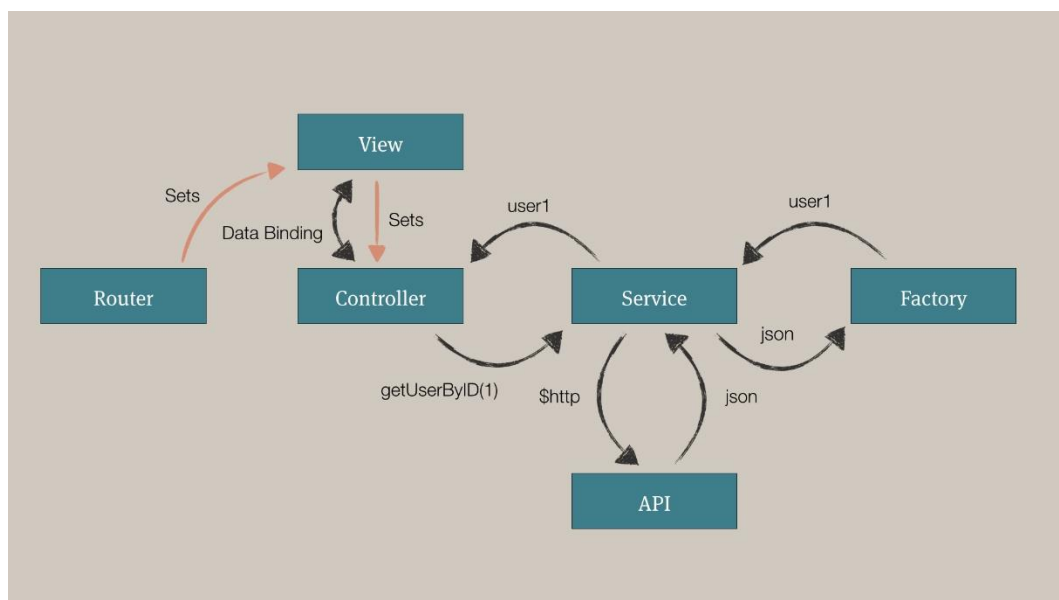 View
Sets
Data Binding
Sets
user1
user1
Router
Controller
Service
Factory
getUserByID(1)
$http
json
json
API